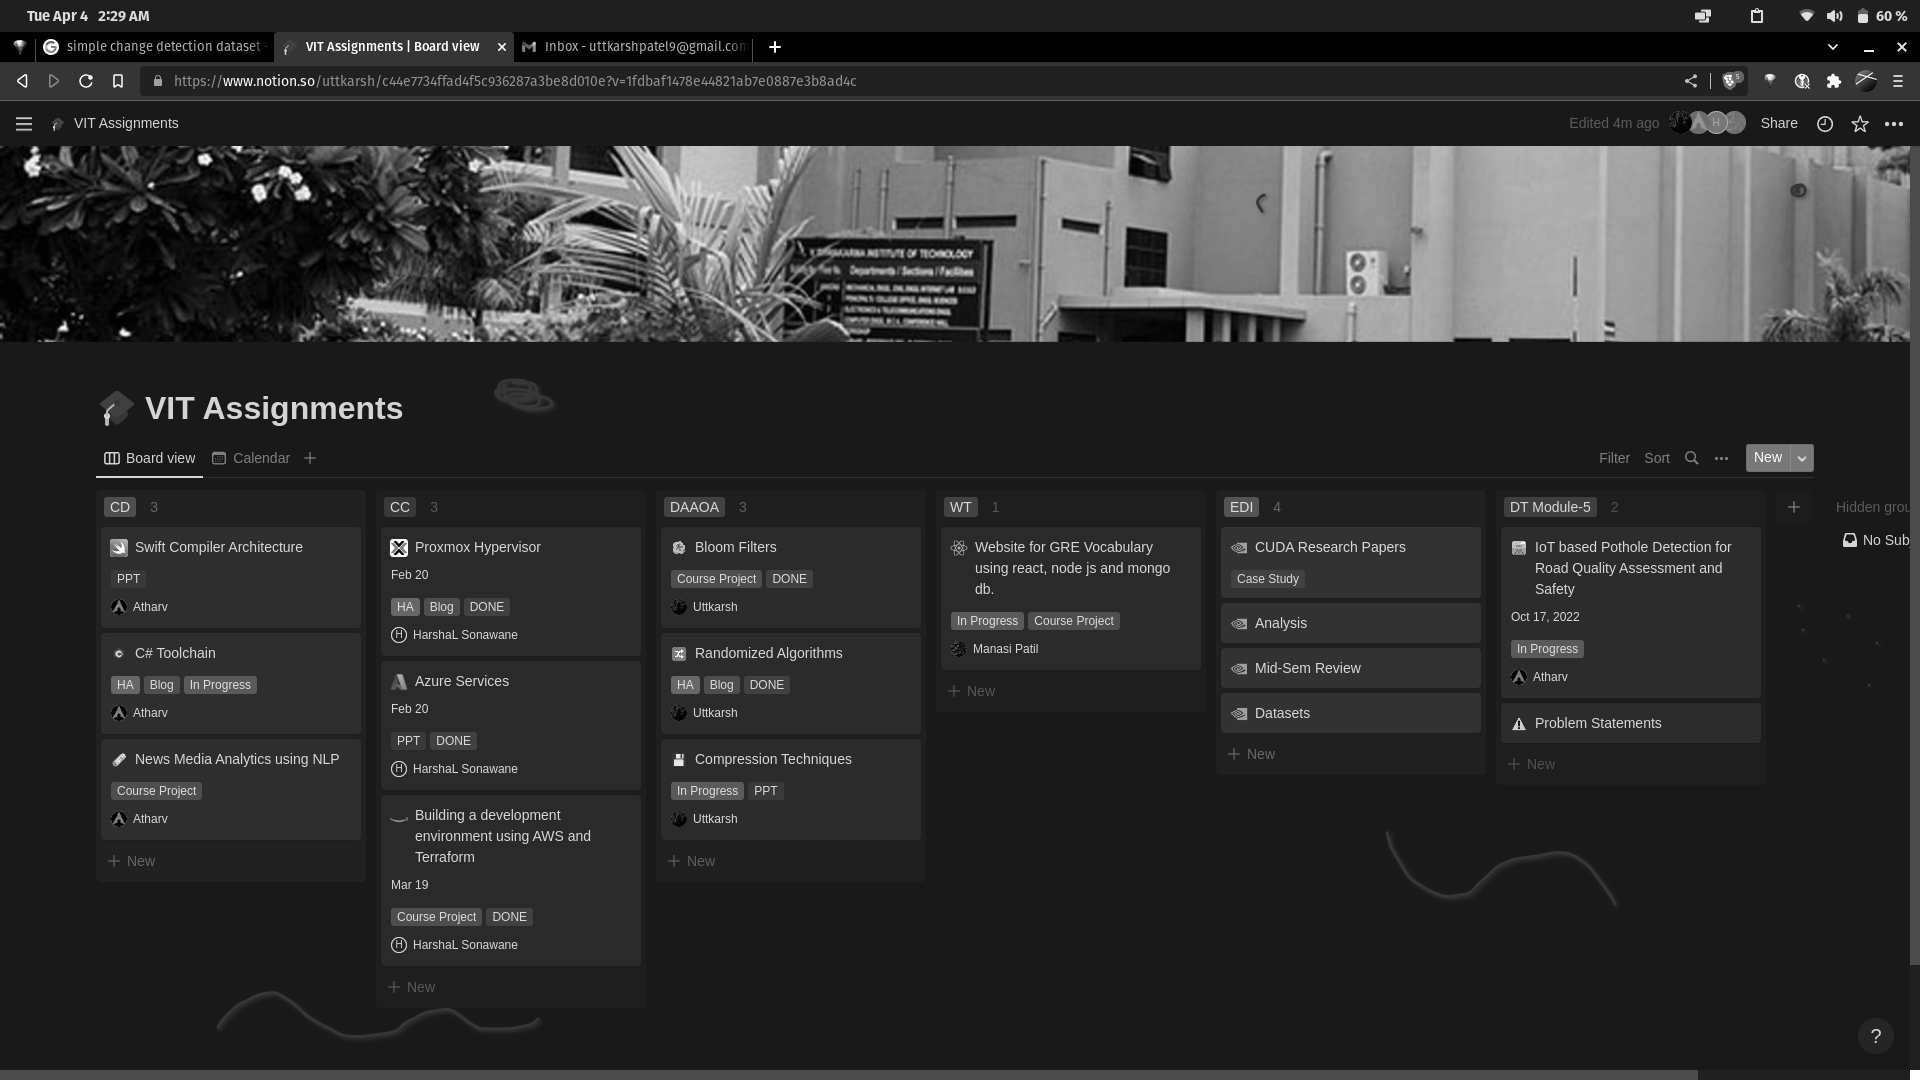 Tue Apr 4 2:29 AM
60 %
simple change detection dataset -
VIT Assignments | Board view
Inbox - uttkarshpatel9@gmail.com
https://www.notion.so/uttkarsh/c44e7734ffad4f5c936287a3be8d010e?v=1fdbaf1478e44821ab7e0887e3b8ad4c
5
VIT Assignments
Edited 4m ago
H
Share
INSTITUTE OF TECHNOLOGY
Departments / Sections / Facilities
VIT Assignments
Board view
Calendar
Filter
Sort
New
CD 3
Swift Compiler Architecture
PPT
Atharv
C# Toolchain
HA Blog In Progress
Atharv
News Media Analytics using NLP
Course Project
Atharv
New
CC 3
Proxmox Hypervisor
Feb 20
HA Blog DONE
H HarshaL Sonawane
Azure Services
Feb 20
PPT DONE
H HarshaL Sonawane
Building a development
environment using AWS and
Terraform
Mar 19
Course Project DONE
H HarshaL Sonawane
New
DAAOA 3
Bloom Filters
Course Project DONE
Uttkarsh
Randomized Algorithms
HA Blog DONE
Uttkarsh
Compression Techniques
In Progress PPT
Uttkarsh
New
WT 1
Website for GRE Vocabulary
using react, node js and mongo
db.
In Progress Course Project
Manasi Patil
New
EDI 4
CUDA Research Papers
Case Study
Analysis
Mid-Sem Review
Datasets
New
DT Module-5 2
IoT based Pothole Detection for
Road Quality Assessment and
Safety
Oct 17, 2022
In Progress
Atharv
Problem Statements
New
Hidden grou
No Subj
?